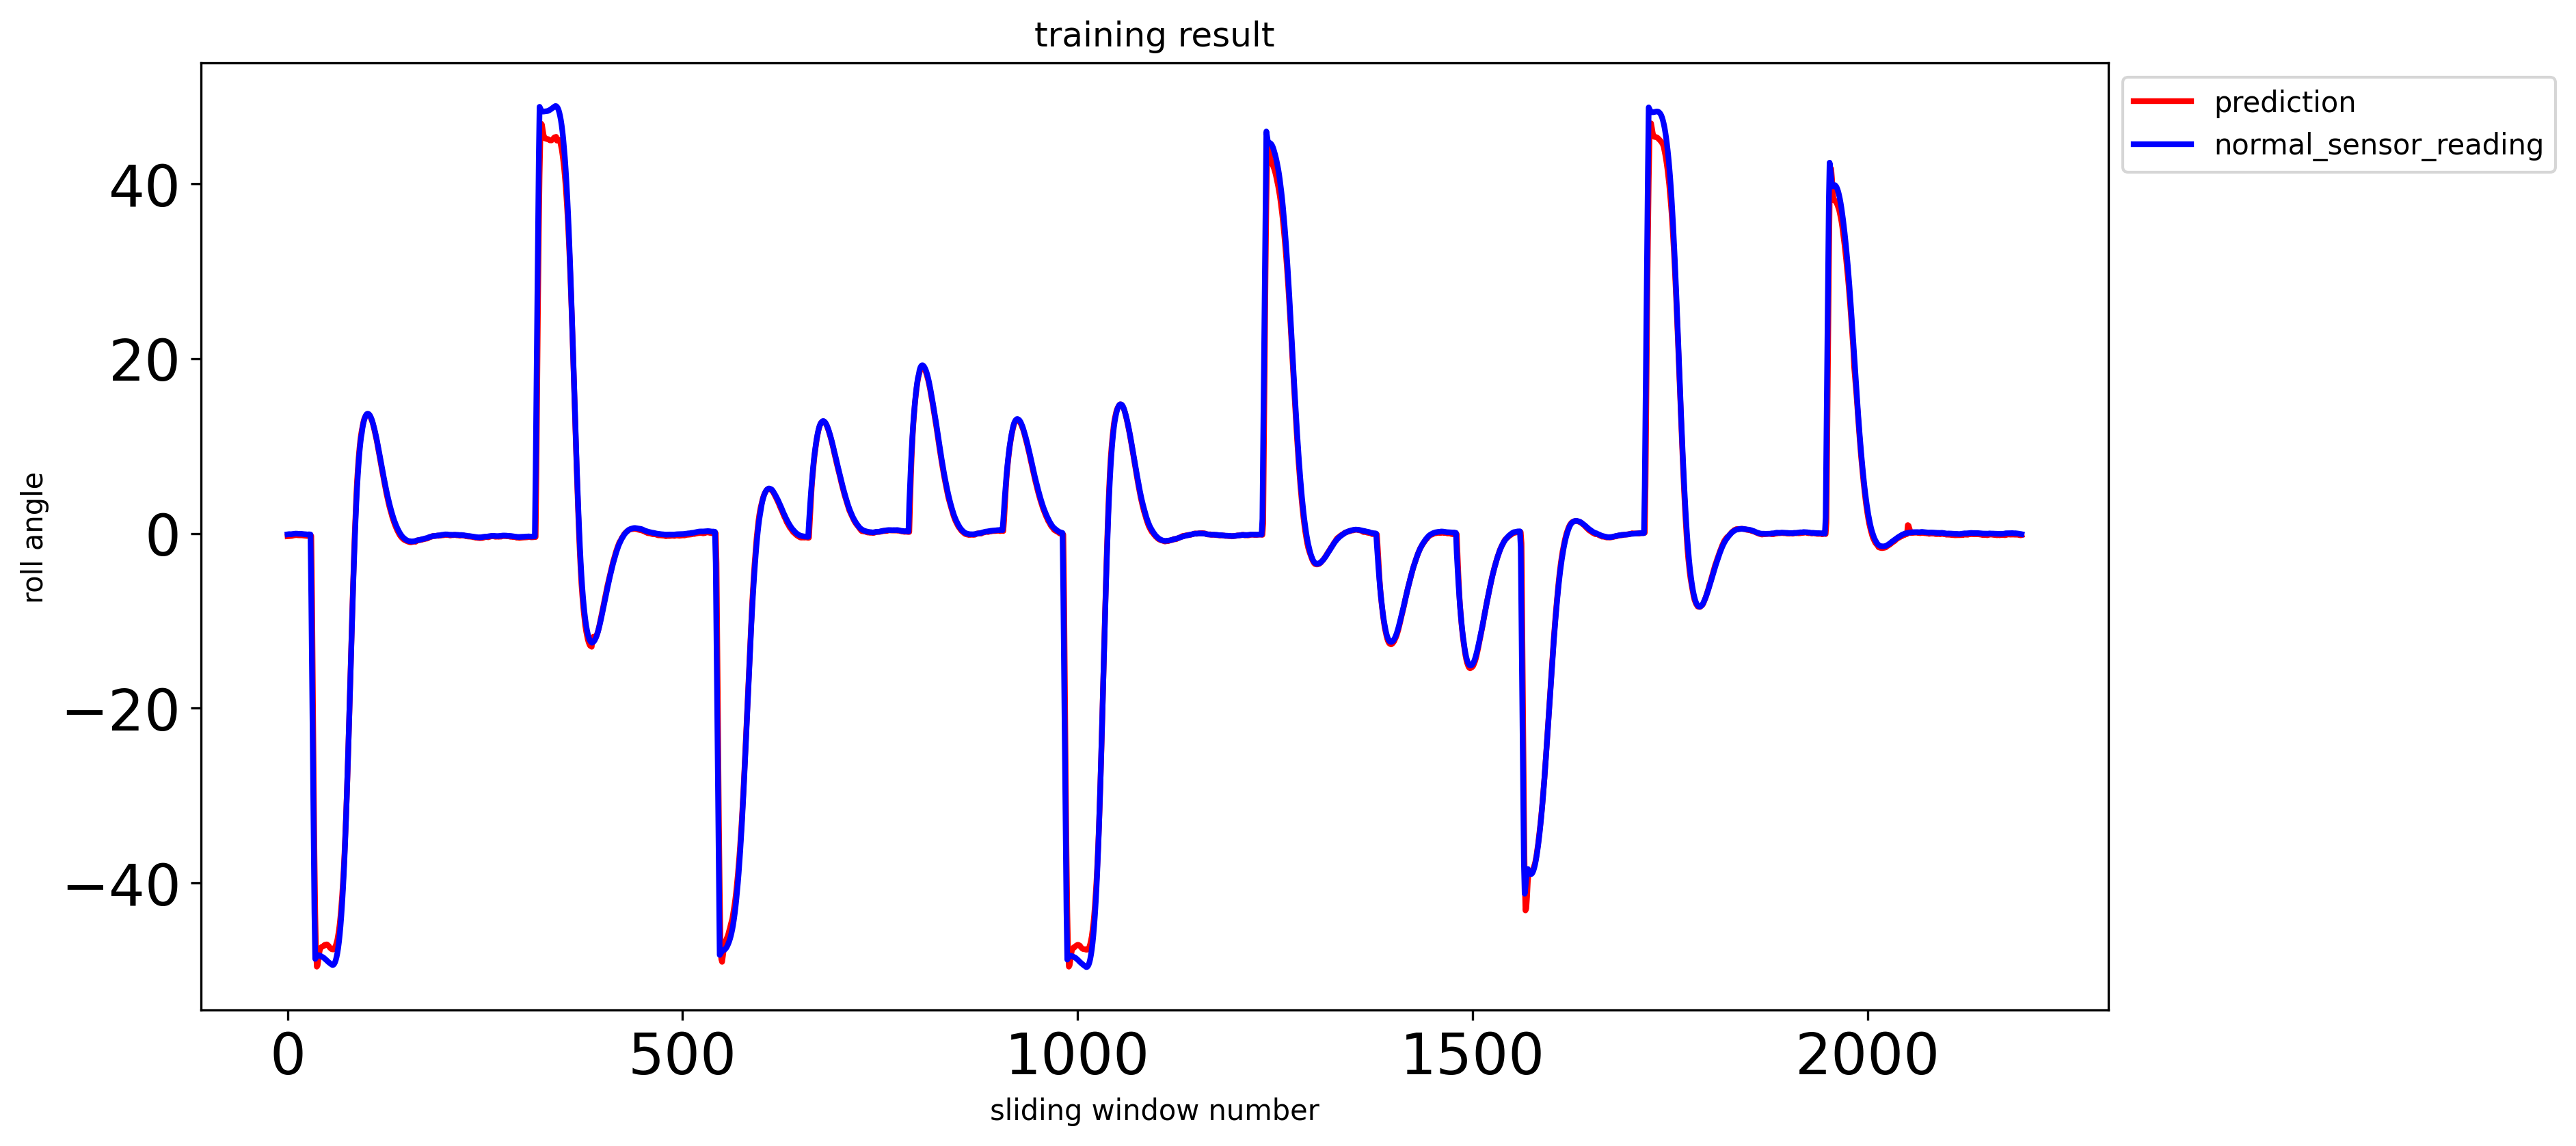 training result
prediction
normal_sensor_reading
roll angle
40
20
0
−20
−40
0 500 1000 1500 2000
sliding window number